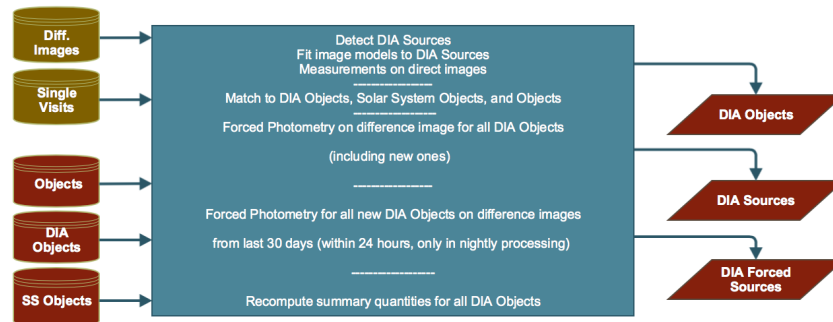 Diff.
Images
Single
Visits
Objects
DIA
Objects
SS Objects
Detect DIA Sources
Fit image models to DIA Sources
Measurements on direct images
-------------------
Match to DIA Objects, Solar System Objects, and Objects
-------------------
Forced Photometry on difference image for all DIA Objects
(including new ones)
-------------------
Forced Photometry for all new DIA Objects on difference images
from last 30 days (within 24 hours, only in nightly processing)
-------------------
Recompute summary quantities for all DIA Objects
DIA Objects
DIA Sources
DIA Forced
Sources